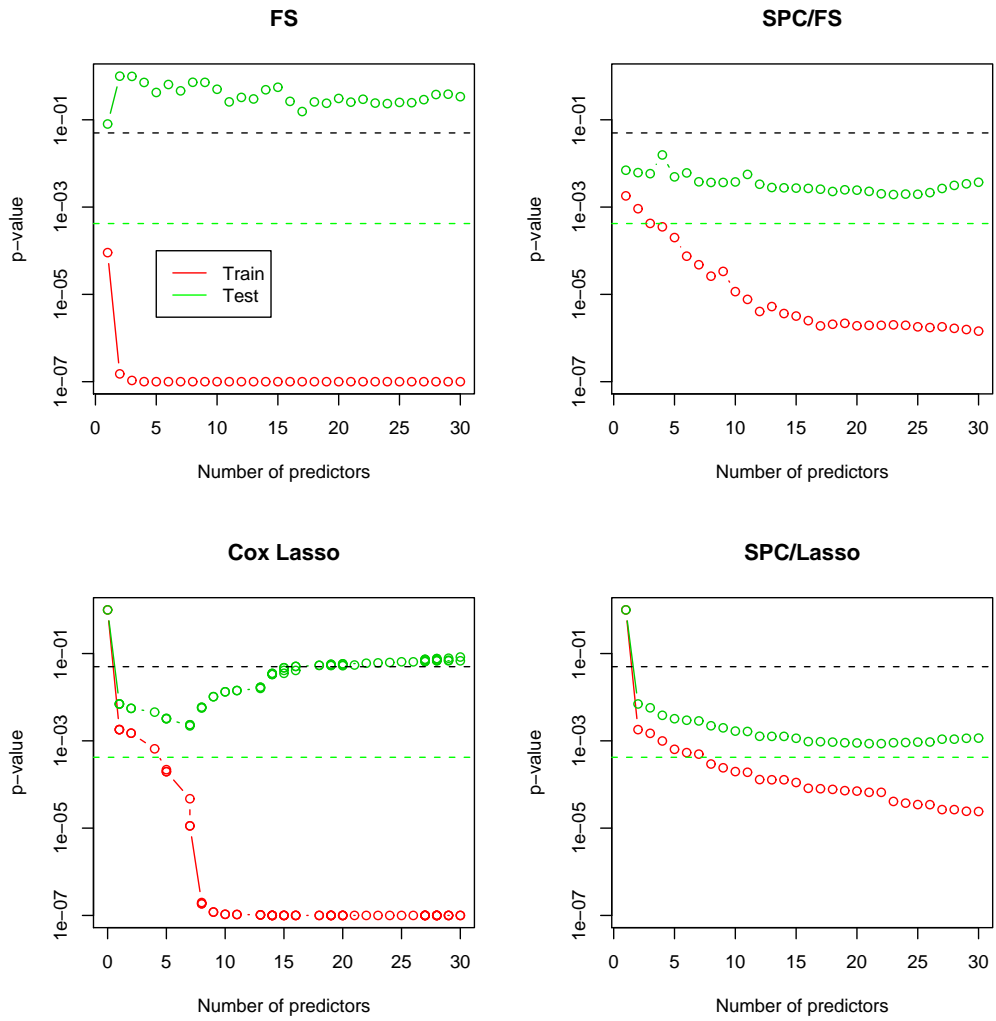 FS
p−value
1e−01
1e−03
1e−05
1e−07
Train
Test
0 5 10 15 20 25 30
Number of predictors
SPC/FS
p−value
1e−01
1e−03
1e−05
1e−07
0 5 10 15 20 25 30
Number of predictors
Cox Lasso
p−value
1e−01
1e−03
1e−05
1e−07
0 5 10 15 20 25 30
Number of predictors
SPC/Lasso
p−value
1e−01
1e−03
1e−05
1e−07
0 5 10 15 20 25 30
Number of predictors